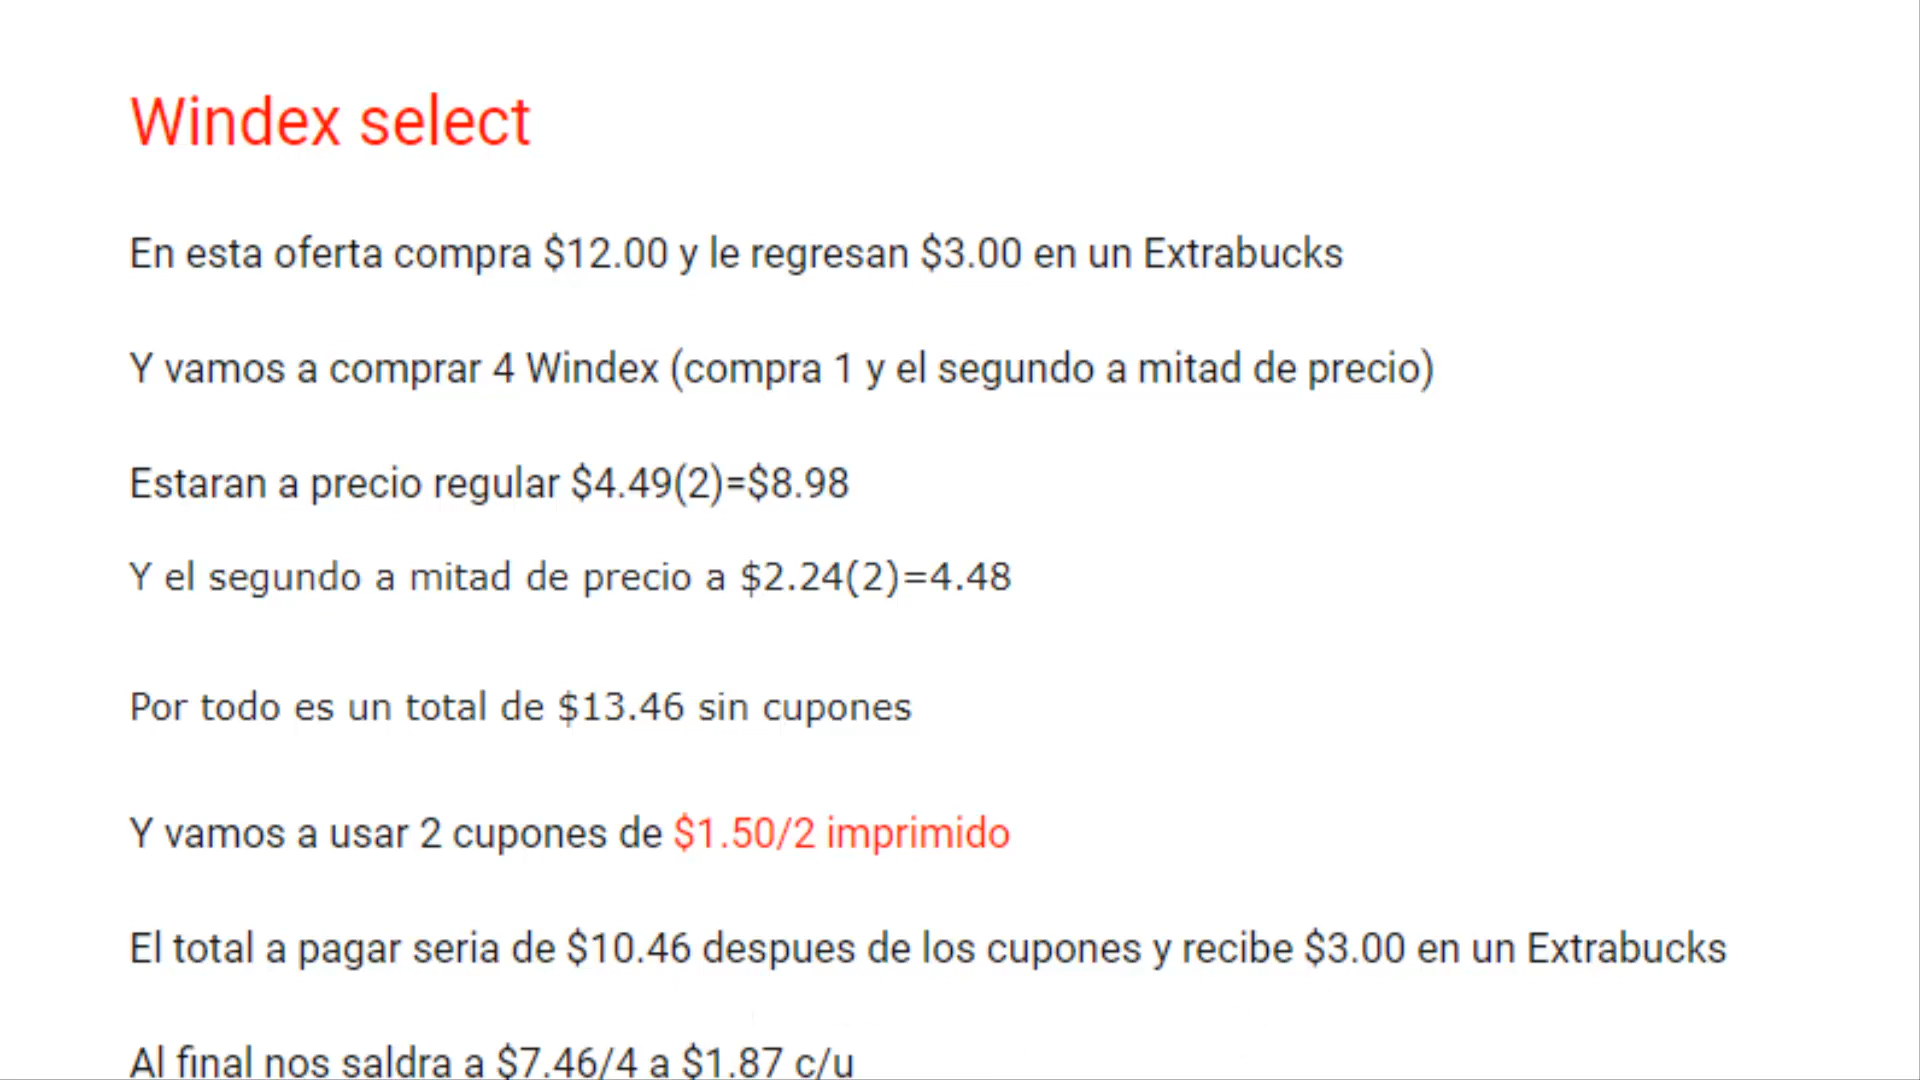 Windex select
En esta oferta compra $12.00 y le regresan $3.00 en un Extrabucks
Y vamos a comprar 4 Windex (compra 1 y el segundo a mitad de precio)
Estaran a precio regular $4.49(2)=$8.98
Y el segundo a mitad de precio a $2.24(2)=4.48
Por todo es un total de $13.46 sin cupones
Y vamos a usar 2 cupones de $1.50/2 imprimido
El total a pagar seria de $10.46 despues de los cupones y recibe $3.00 en un Extrabucks
Al final nos saldra a $7.46/4 a $1.87 c/u